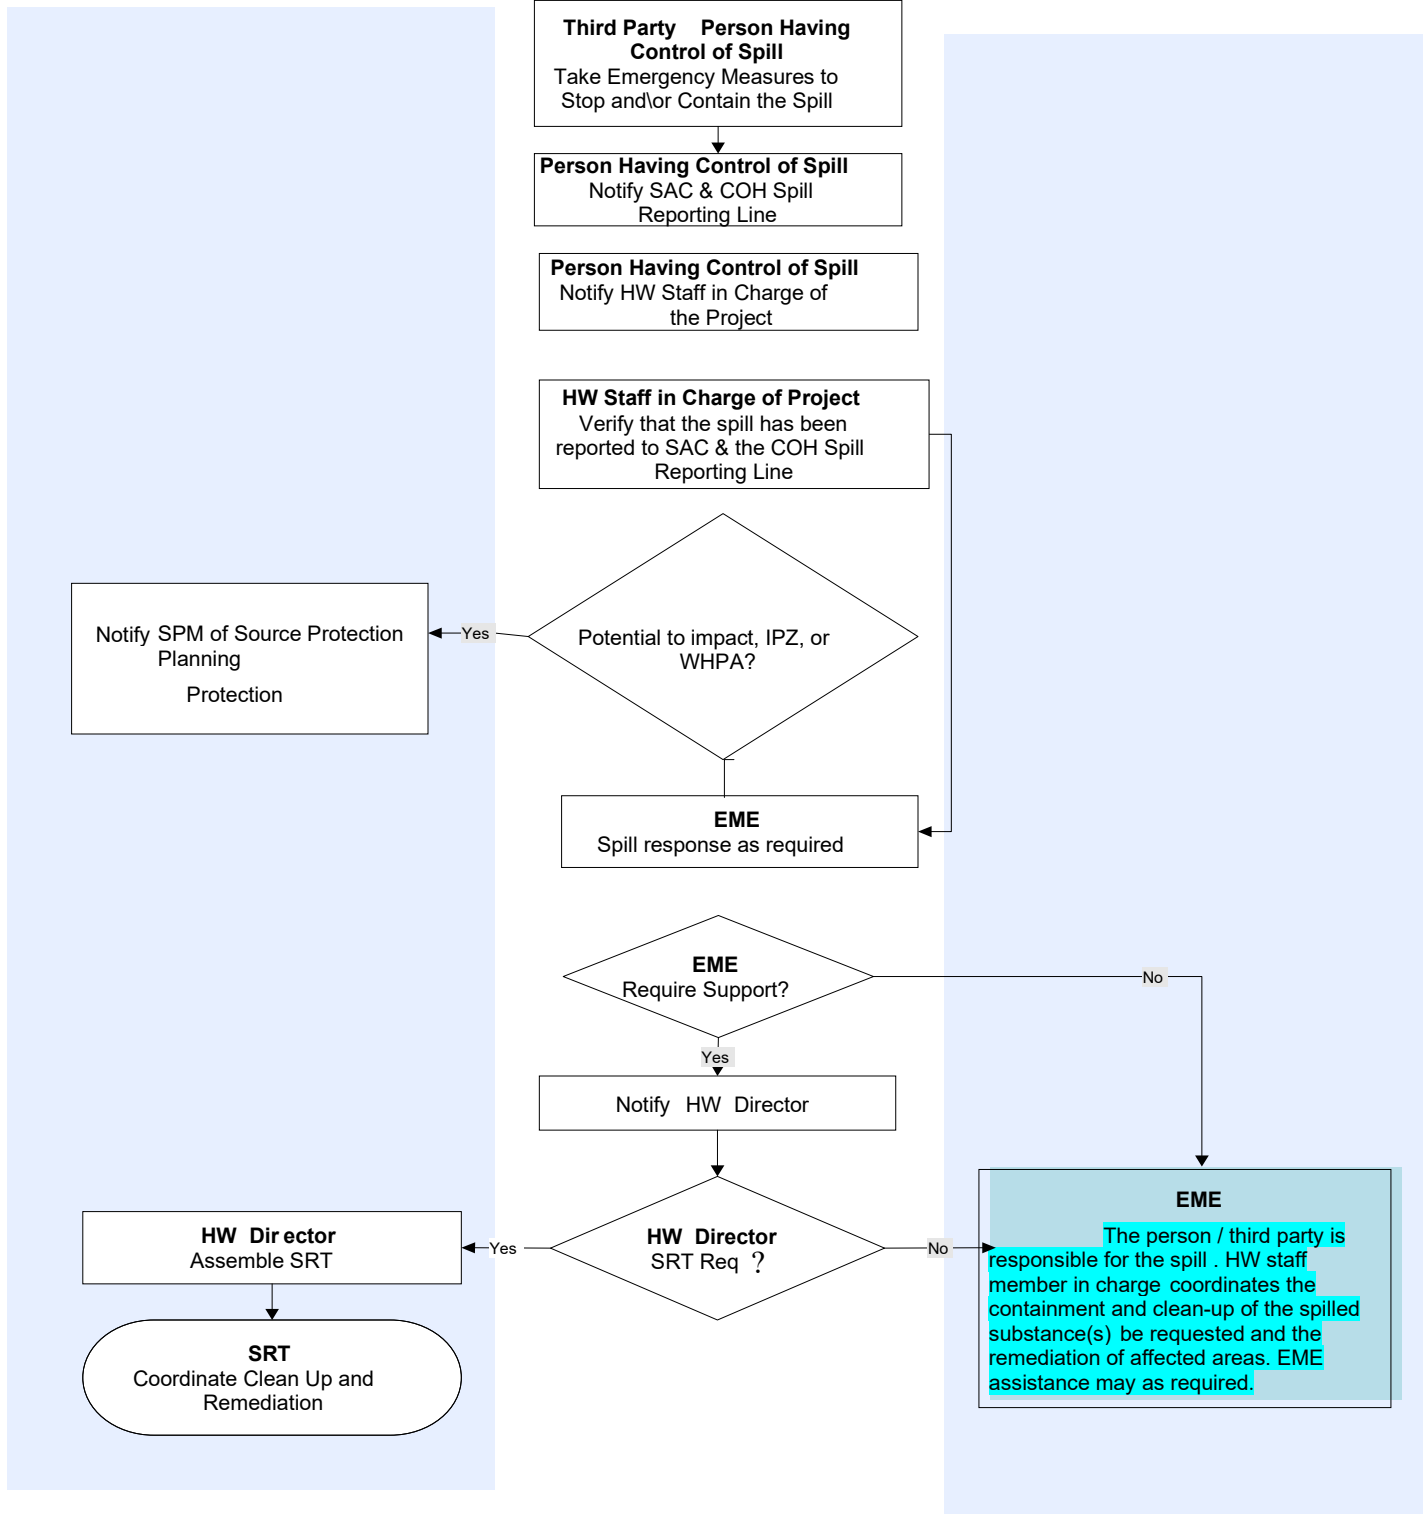 Third Party Person Having
Control of Spill
Take Emergency Measures to
Stop and\or Contain the Spill
Person Having Control of Spill
Notify SAC & COH Spill
Reporting Line
Person Having Control of Spill
Notify HW Staff in Charge of
the Project
HW Staff in Charge of Project
Verify that the spill has been
reported to SAC & the COH Spill
Reporting Line
Potential to impact, IPZ, or
WHPA?
Yes
Notify SPM of Source Protection
Planning
Protection
EME
Spill response as required
EME
Require Support?
No
Yes
Notify HW Director
HW Director
SRT Req ?
Yes
No
HW Director
Assemble SRT
SRT
Coordinate Clean Up and
Remediation
EME
The person / third party is
responsible for the spill . HW staff
member in charge coordinates the
containment and clean-up of the spilled
substance(s) be requested and the
remediation of affected areas. EME
assistance may as required.